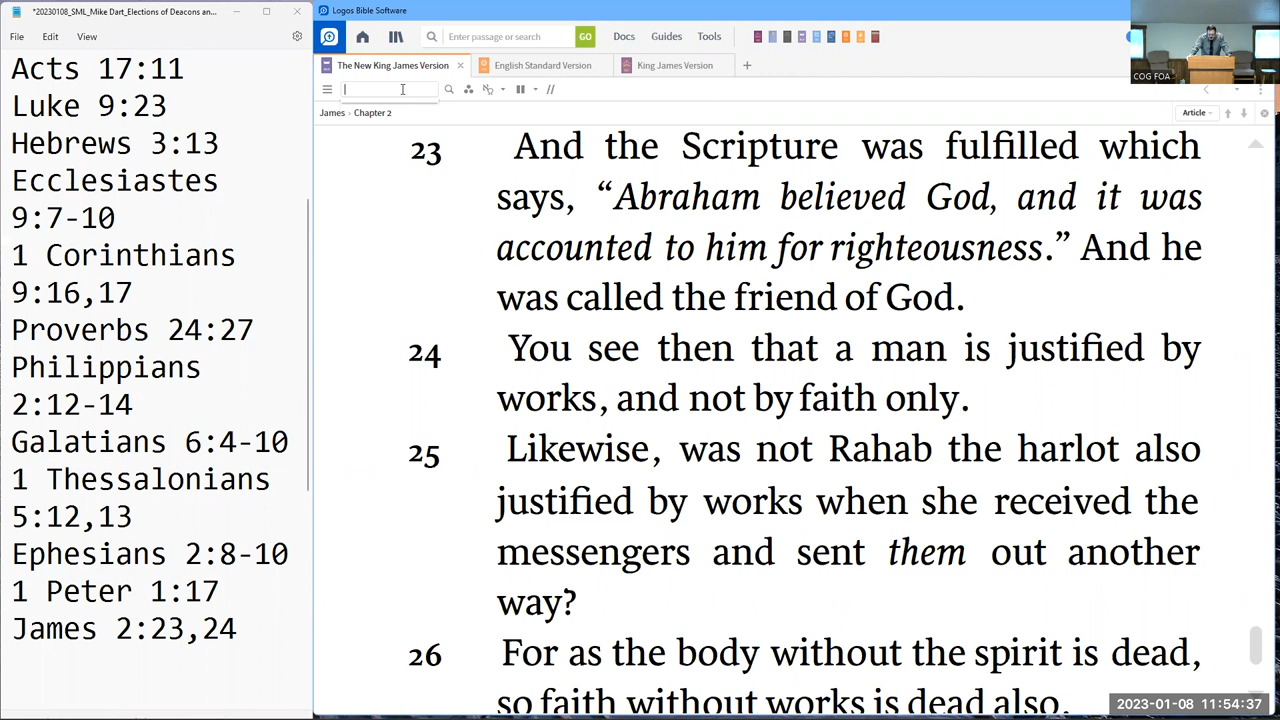 *20230108_SML_Mike Dart_Elections of Deacons an...
File Edit View
Acts 17:11
Luke 9:23
Hebrews 3:13
Ecclesiastes
9:7-10
1 Corinthians
9:16,17
Proverbs 24:27
Philippians
2:12-14
Galatians 6:4-10
1 Thessalonians
5:12,13
Ephesians 2:8-10
1 Peter 1:17
James 2:23,24
Logos Bible Software
Enter passage or search GO Docs Guides Tools
The New King James Version English Standard Version King James Version
James › Chapter 2 Article
23 And the Scripture was fulfilled which
says, “Abraham believed God, and it was
accounted to him for righteousness.” And he
was called the friend of God.
24 You see then that a man is justified by
works, and not by faith only.
25 Likewise, was not Rahab the harlot also
justified by works when she received the
messengers and sent them out another
way?
26 For as the body without the spirit is dead,
so faith without works is dead also.
COG FOA
2023-01-08 11:54:37